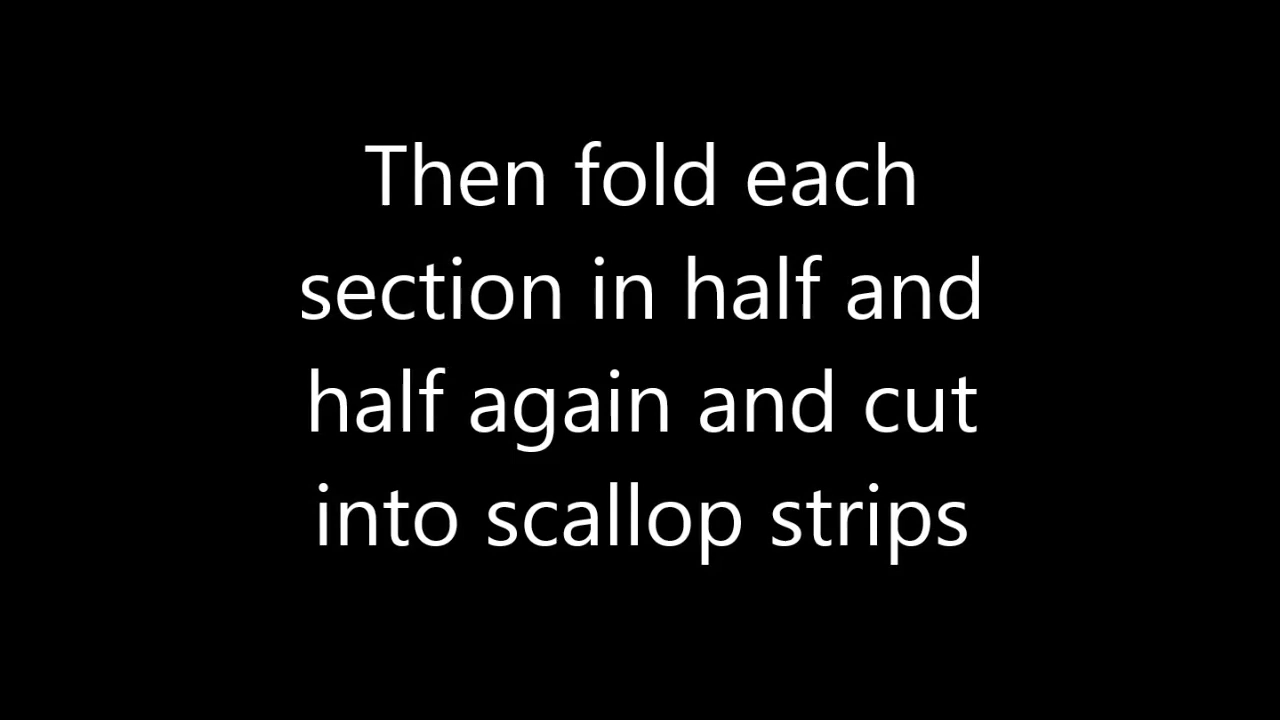 Then fold each
section in half and
half again and cut
into scallop strips